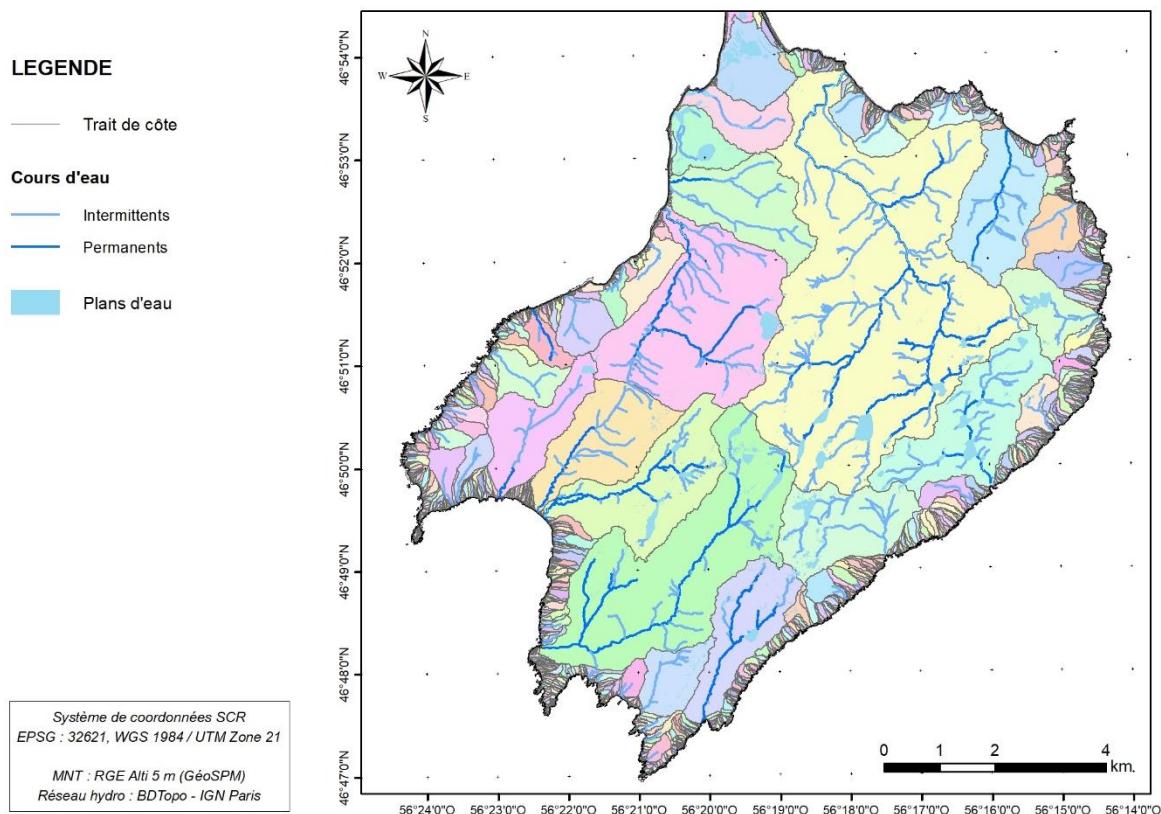 LEGENDE
Trait de côte
Cours d'eau
Intermittents
Permanents
Plans d'eau
Système de coordonnées SCR
EPSG : 32621, WGS 1984 / UTM Zone 21
MNT : RGE Alti 5 m (GéoSPM)
Réseau hydro : BDTopo - IGN Paris
N
W E
S
46°54'0"N
46°53'0"N
46°52'0"N
46°51'0"N
46°50'0"N
46°49'0"N
46°48'0"N
46°47'0"N
0 1 2 4
km.
56°24'0"O 56°23'0"O 56°22'0"O 56°21'0"O 56°20'0"O 56°19'0"O 56°18'0"O 56°17'0"O 56°16'0"O 56°15'0"O 56°14'0"O